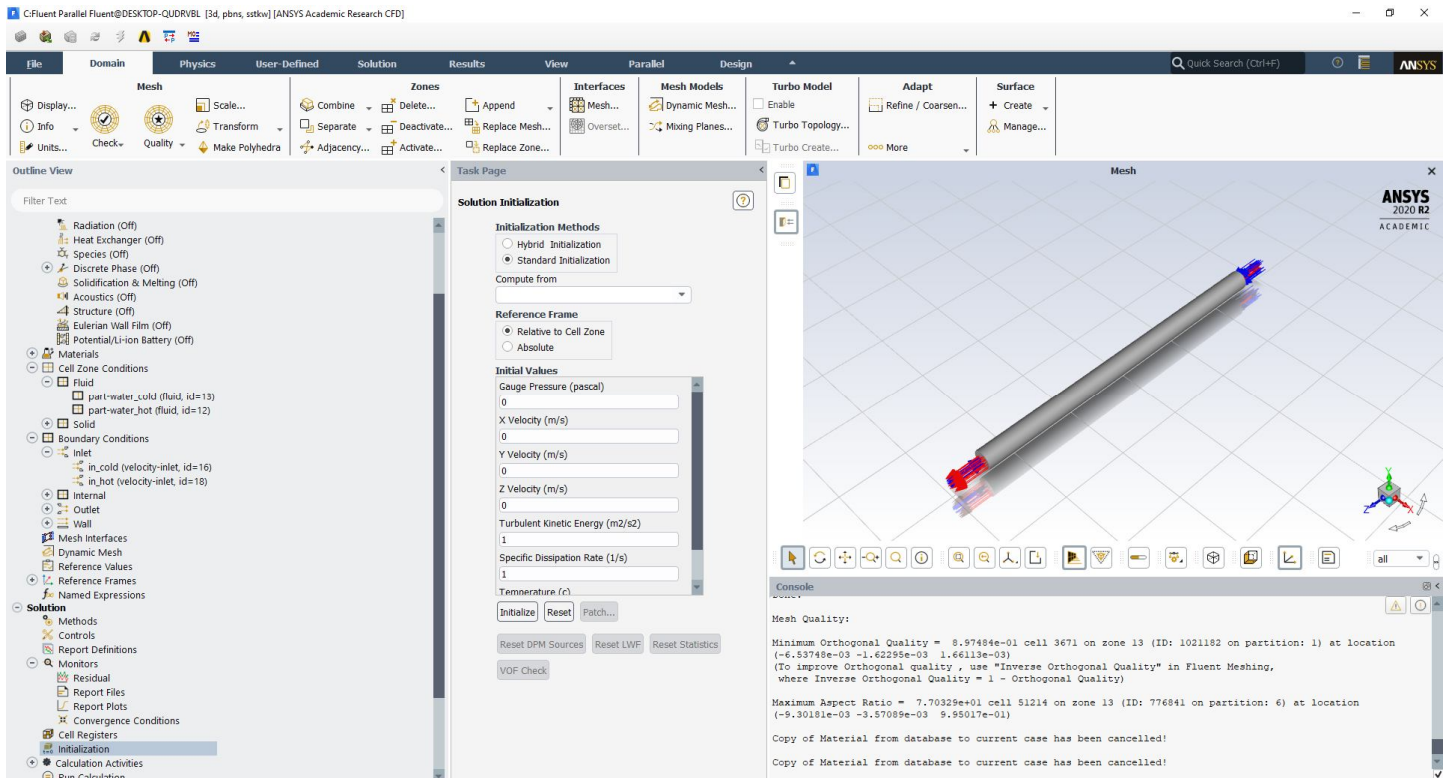 C:Fluent Parallel Fluent@DESKTOP-QUDRVBL [3d, pbns, sstkw] [ANSYS Academic Research CFD]
File Domain Physics User-Defined Solution Results View Parallel Design Quick Search (Ctrl+F) ANSYS
Mesh Zones Interfaces Mesh Models Turbo Model Adapt Surface
Display... Scale... Combine Delete... Append Mesh... Dynamic Mesh... Enable Refine / Coarsen... + Create
Info Check Quality Transform Separate Deactivate... Replace Mesh... Overset... Mixing Planes... Turbo Topology... Manage...
Units... Make Polyhedra Adjacency... Activate... Replace Zone... Turbo Create... More
Outline View
Filter Text
Radiation (Off)
Heat Exchanger (Off)
Species (Off)
Discrete Phase (Off)
Solidification & Melting (Off)
Acoustics (Off)
Structure (Off)
Eulerian Wall Film (Off)
Potential/Li-ion Battery (Off)
Materials
Cell Zone Conditions
Fluid
part-water_cold (fluid, id=13)
part-water_hot (fluid, id=12)
Solid
Boundary Conditions
Inlet
in_cold (velocity-inlet, id=16)
in_hot (velocity-inlet, id=18)
Internal
Outlet
Wall
Mesh Interfaces
Dynamic Mesh
Reference Values
Reference Frames
Named Expressions
Solution
Methods
Controls
Report Definitions
Monitors
Residual
Report Files
Report Plots
Convergence Conditions
Cell Registers
Initialization
Calculation Activities
Run Calculation
Task Page
Solution Initialization
Initialization Methods
Hybrid Initialization
Standard Initialization
Compute from
Reference Frame
Relative to Cell Zone
Absolute
Initial Values
Gauge Pressure (pascal)
0
X Velocity (m/s)
0
Y Velocity (m/s)
0
Z Velocity (m/s)
0
Turbulent Kinetic Energy (m2/s2)
1
Specific Dissipation Rate (1/s)
1
Temperature (c)
Initialize Reset Patch...
Reset DPM Sources Reset LWF Reset Statistics
VOF Check
Mesh
ANSYS
2020 R2
ACADEMIC
Y
Z X
all
Console
Done.
Mesh Quality:
Minimum Orthogonal Quality = 8.97484e-01 cell 3671 on zone 13 (ID: 1021182 on partition: 1) at location
(-6.53748e-03 -1.62295e-03 1.66113e-03)
(To improve Orthogonal quality , use "Inverse Orthogonal Quality" in Fluent Meshing,
where Inverse Orthogonal Quality = 1 - Orthogonal Quality)
Maximum Aspect Ratio = 7.70329e+01 cell 51214 on zone 13 (ID: 776841 on partition: 6) at location
(-9.30181e-03 -3.57089e-03 9.95017e-01)
Copy of Material from database to current case has been cancelled!
Copy of Material from database to current case has been cancelled!